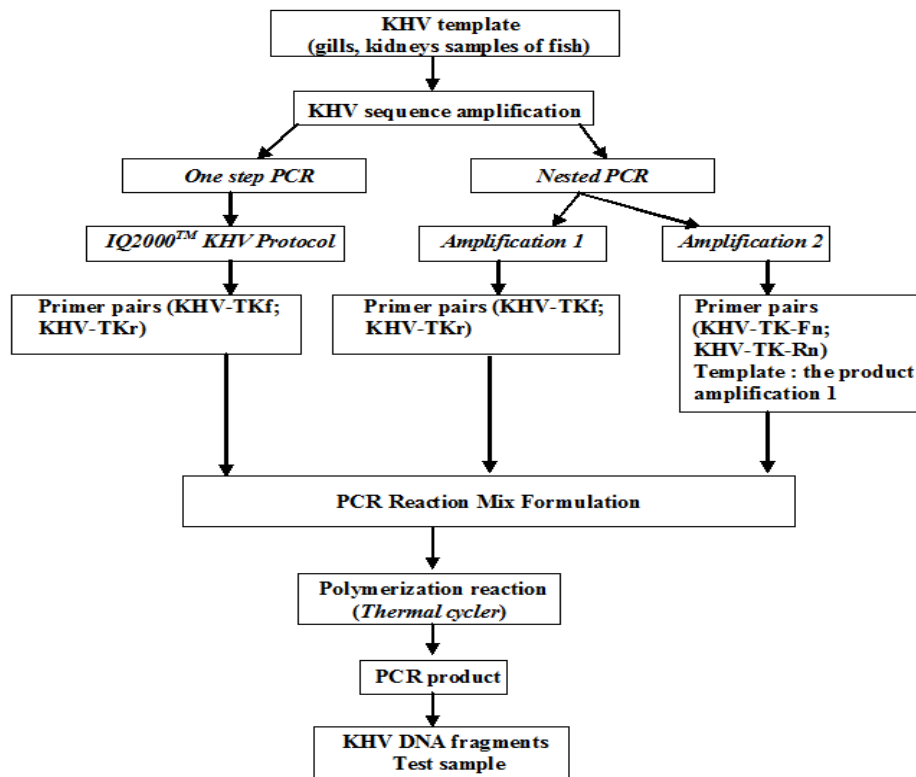 KHV template
(gills, kidneys samples of fish)
KHV sequence amplification
One step PCR
Nested PCR
IQ2000TM KHV Protocol
Amplification 1
Amplification 2
Primer pairs (KHV-TKf;
KHV-TKr)
Primer pairs (KHV-TKf;
KHV-TKr)
Primer pairs
(KHV-TK-Fn;
KHV-TK-Rn)
Template : the product
amplification 1
PCR Reaction Mix Formulation
Polymerization reaction
(Thermal cycler)
PCR product
KHV DNA fragments
Test sample